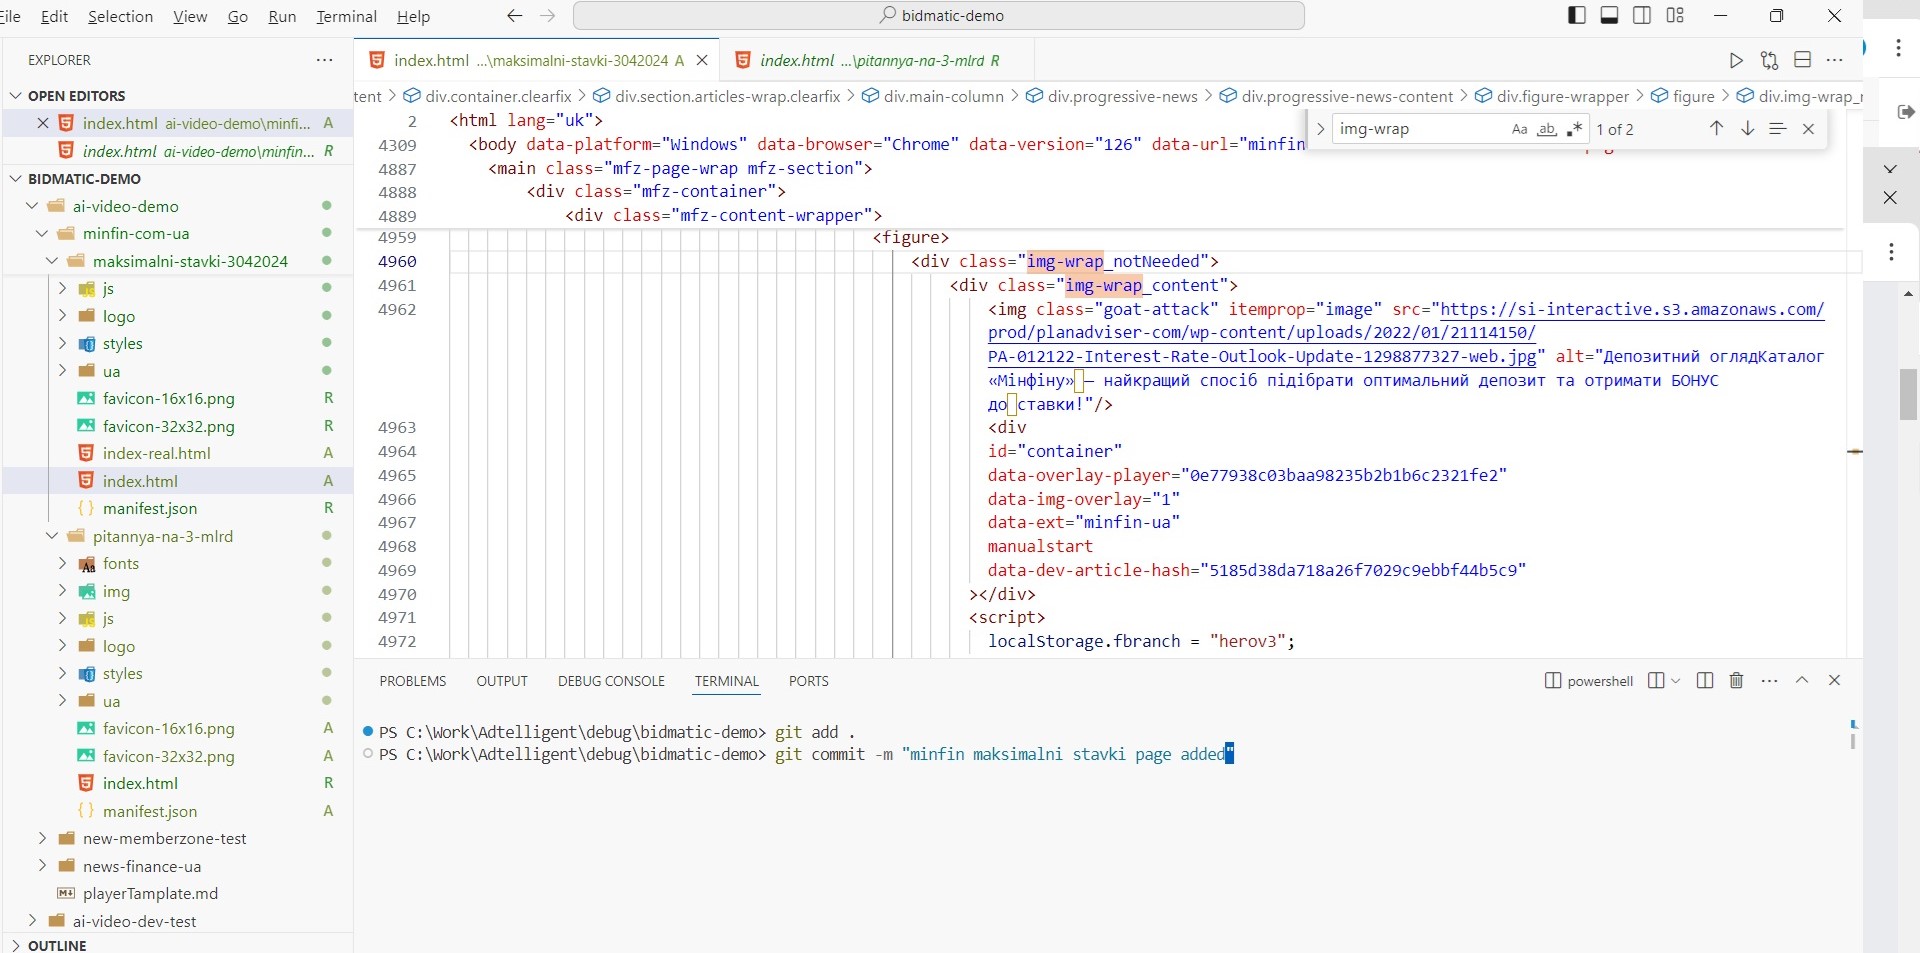 File Edit Selection View Go Run Terminal Help
bidmatic-demo
EXPLORER
OPEN EDITORS
index.html ai-video-demo\minfi... A
index.html ai-video-demo\minfin... R
BIDMATIC-DEMO
ai-video-demo
minfin-com-ua
maksimalni-stavki-3042024
js
logo
styles
ua
favicon-16x16.png R
favicon-32x32.png R
index-real.html A
index.html A
manifest.json R
pitannya-na-3-mlrd
fonts
img
js
logo
styles
ua
favicon-16x16.png A
favicon-32x32.png A
index.html R
manifest.json A
new-memberzone-test
news-finance-ua
playerTamplate.md
ai-video-dev-test
OUTLINE
index.html ...\maksimalni-stavki-3042024 A
index.html ...\pitannya-na-3-mlrd R
tent > div.container.clearfix > div.section.articles-wrap.clearfix > div.main-column > div.progressive-news > div.progressive-news-content > div.figure-wrapper > figure > div.img-wrap_
img-wrap Aa ab 1 of 2
2 <html lang="uk">
4309 <body data-platform="Windows" data-browser="Chrome" data-version="126" data-url="minfin
4887 <main class="mfz-page-wrap mfz-section">
4888 <div class="mfz-container">
4889 <div class="mfz-content-wrapper">
4959 <figure>
4960 <div class="img-wrap_notNeeded">
4961 <div class="img-wrap_content">
4962 <img class="goat-attack" itemprop="image" src="https://si-interactive.s3.amazonaws.com/
prod/planadviser-com/wp-content/uploads/2022/01/21114150/
PA-012122-Interest-Rate-Outlook-Update-1298877327-web.jpg" alt="Депозитний оглядКаталог
«Мінфіну» — найкращий спосіб підібрати оптимальний депозит та отримати БОНУС
до ставки!"/>
4963 <div
4964 id="container"
4965 data-overlay-player="0e77938c03baa98235b2b1b6c2321fe2"
4966 data-img-overlay="1"
4967 data-ext="minfin-ua"
4968 manualstart
4969 data-dev-article-hash="5185d38da718a26f7029c9ebbf44b5c9"
4970 ></div>
4971 <script>
4972 localStorage.fbranch = "herov3";
PROBLEMS OUTPUT DEBUG CONSOLE TERMINAL PORTS
powershell
PS C:\Work\Adtelligent\debug\bidmatic-demo> git add .
PS C:\Work\Adtelligent\debug\bidmatic-demo> git commit -m "minfin maksimalni stavki page added"